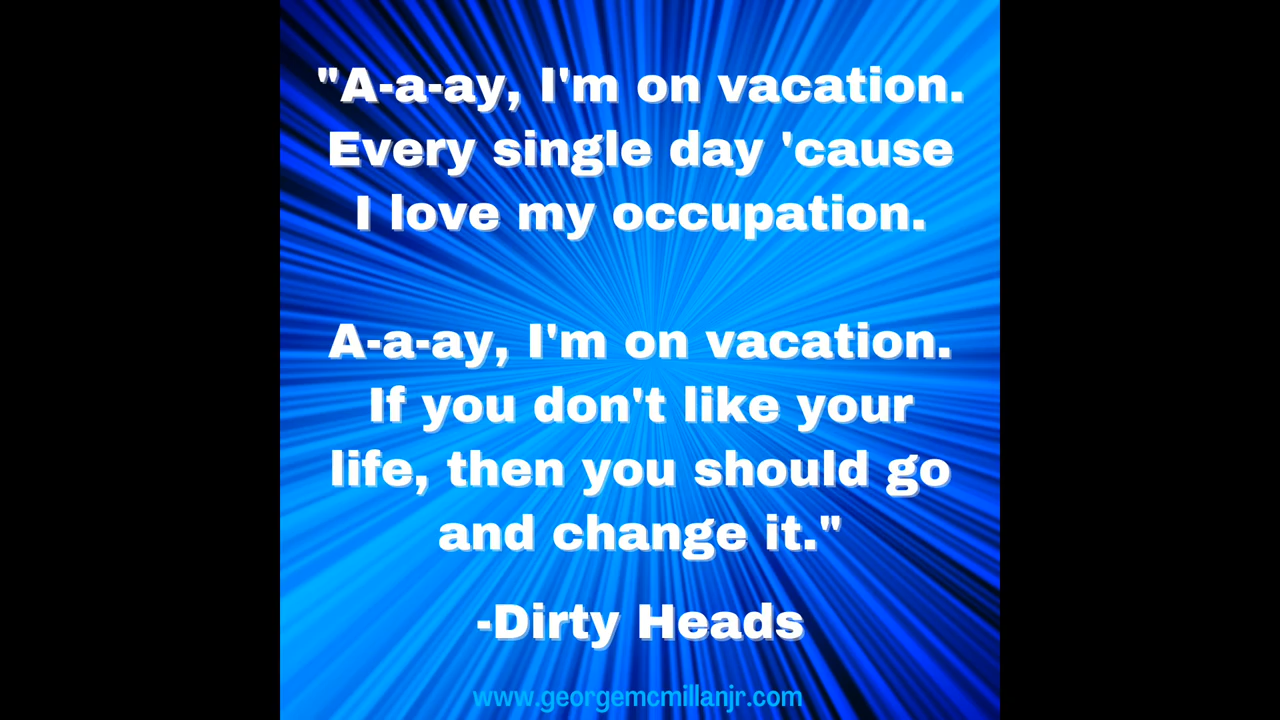 "A-a-ay, I'm on vacation.
Every single day 'cause
I love my occupation.
A-a-ay, I'm on vacation.
If you don't like your
life, then you should go
and change it."
-Dirty Heads
www.georgemcmillanjr.com